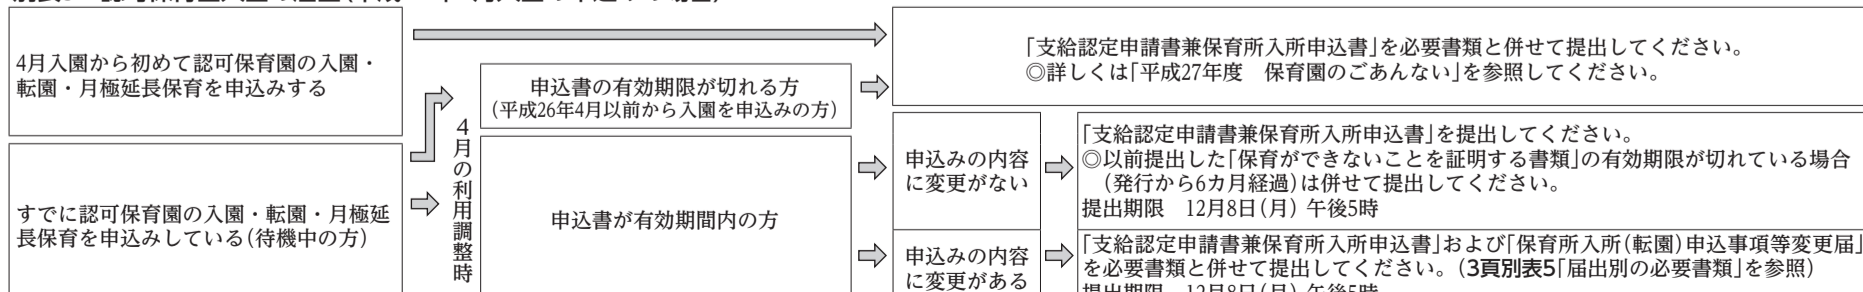 4月入園から初めて認可保育園の入園・
転園・月極延長保育を申込みする
「支給認定申請書兼保育所入所申込書」を必要書類と併せて提出してください。
◎詳しくは「平成27年度　保育園のごあんない」を参照してください。
すでに認可保育園の入園・転園・月極延
長保育を申込みしている(待機中の方)
4月の利用調整時
申込書の有効期限が切れる方
(平成26年4月以前から入園を申込みの方)
申込書が有効期間内の方
申込みの内容
に変更がない
「支給認定申請書兼保育所入所申込書」を提出してください。
◎以前提出した「保育ができないことを証明する書類」の有効期限が切れている場合
(発行から6カ月経過)は併せて提出してください。
提出期限　12月8日(月) 午後5時
申込みの内容
に変更がある
「支給認定申請書兼保育所入所申込書」および「保育所入所(転園)申込事項等変更届」
を必要書類と併せて提出してください。(3頁別表5「届出別の必要書類」を参照)
提出期限　12月8日(月) 午後5時